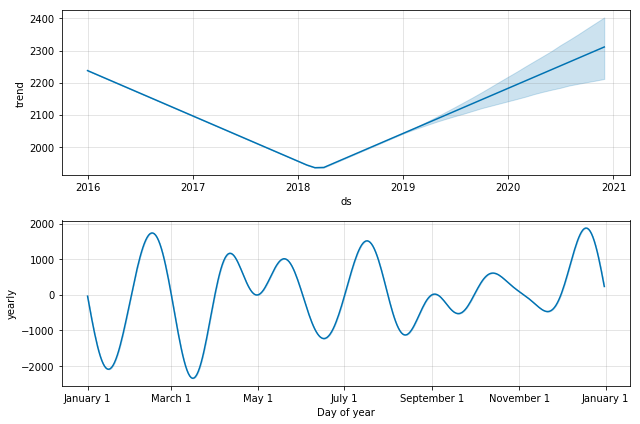 2400
2300
2200
2100
2000
trend
2016 2017 2018 2019 2020 2021
ds
2000
1000
0
−1000
−2000
yearly
January 1 March 1 May 1 July 1 September 1 November 1 January 1
Day of year